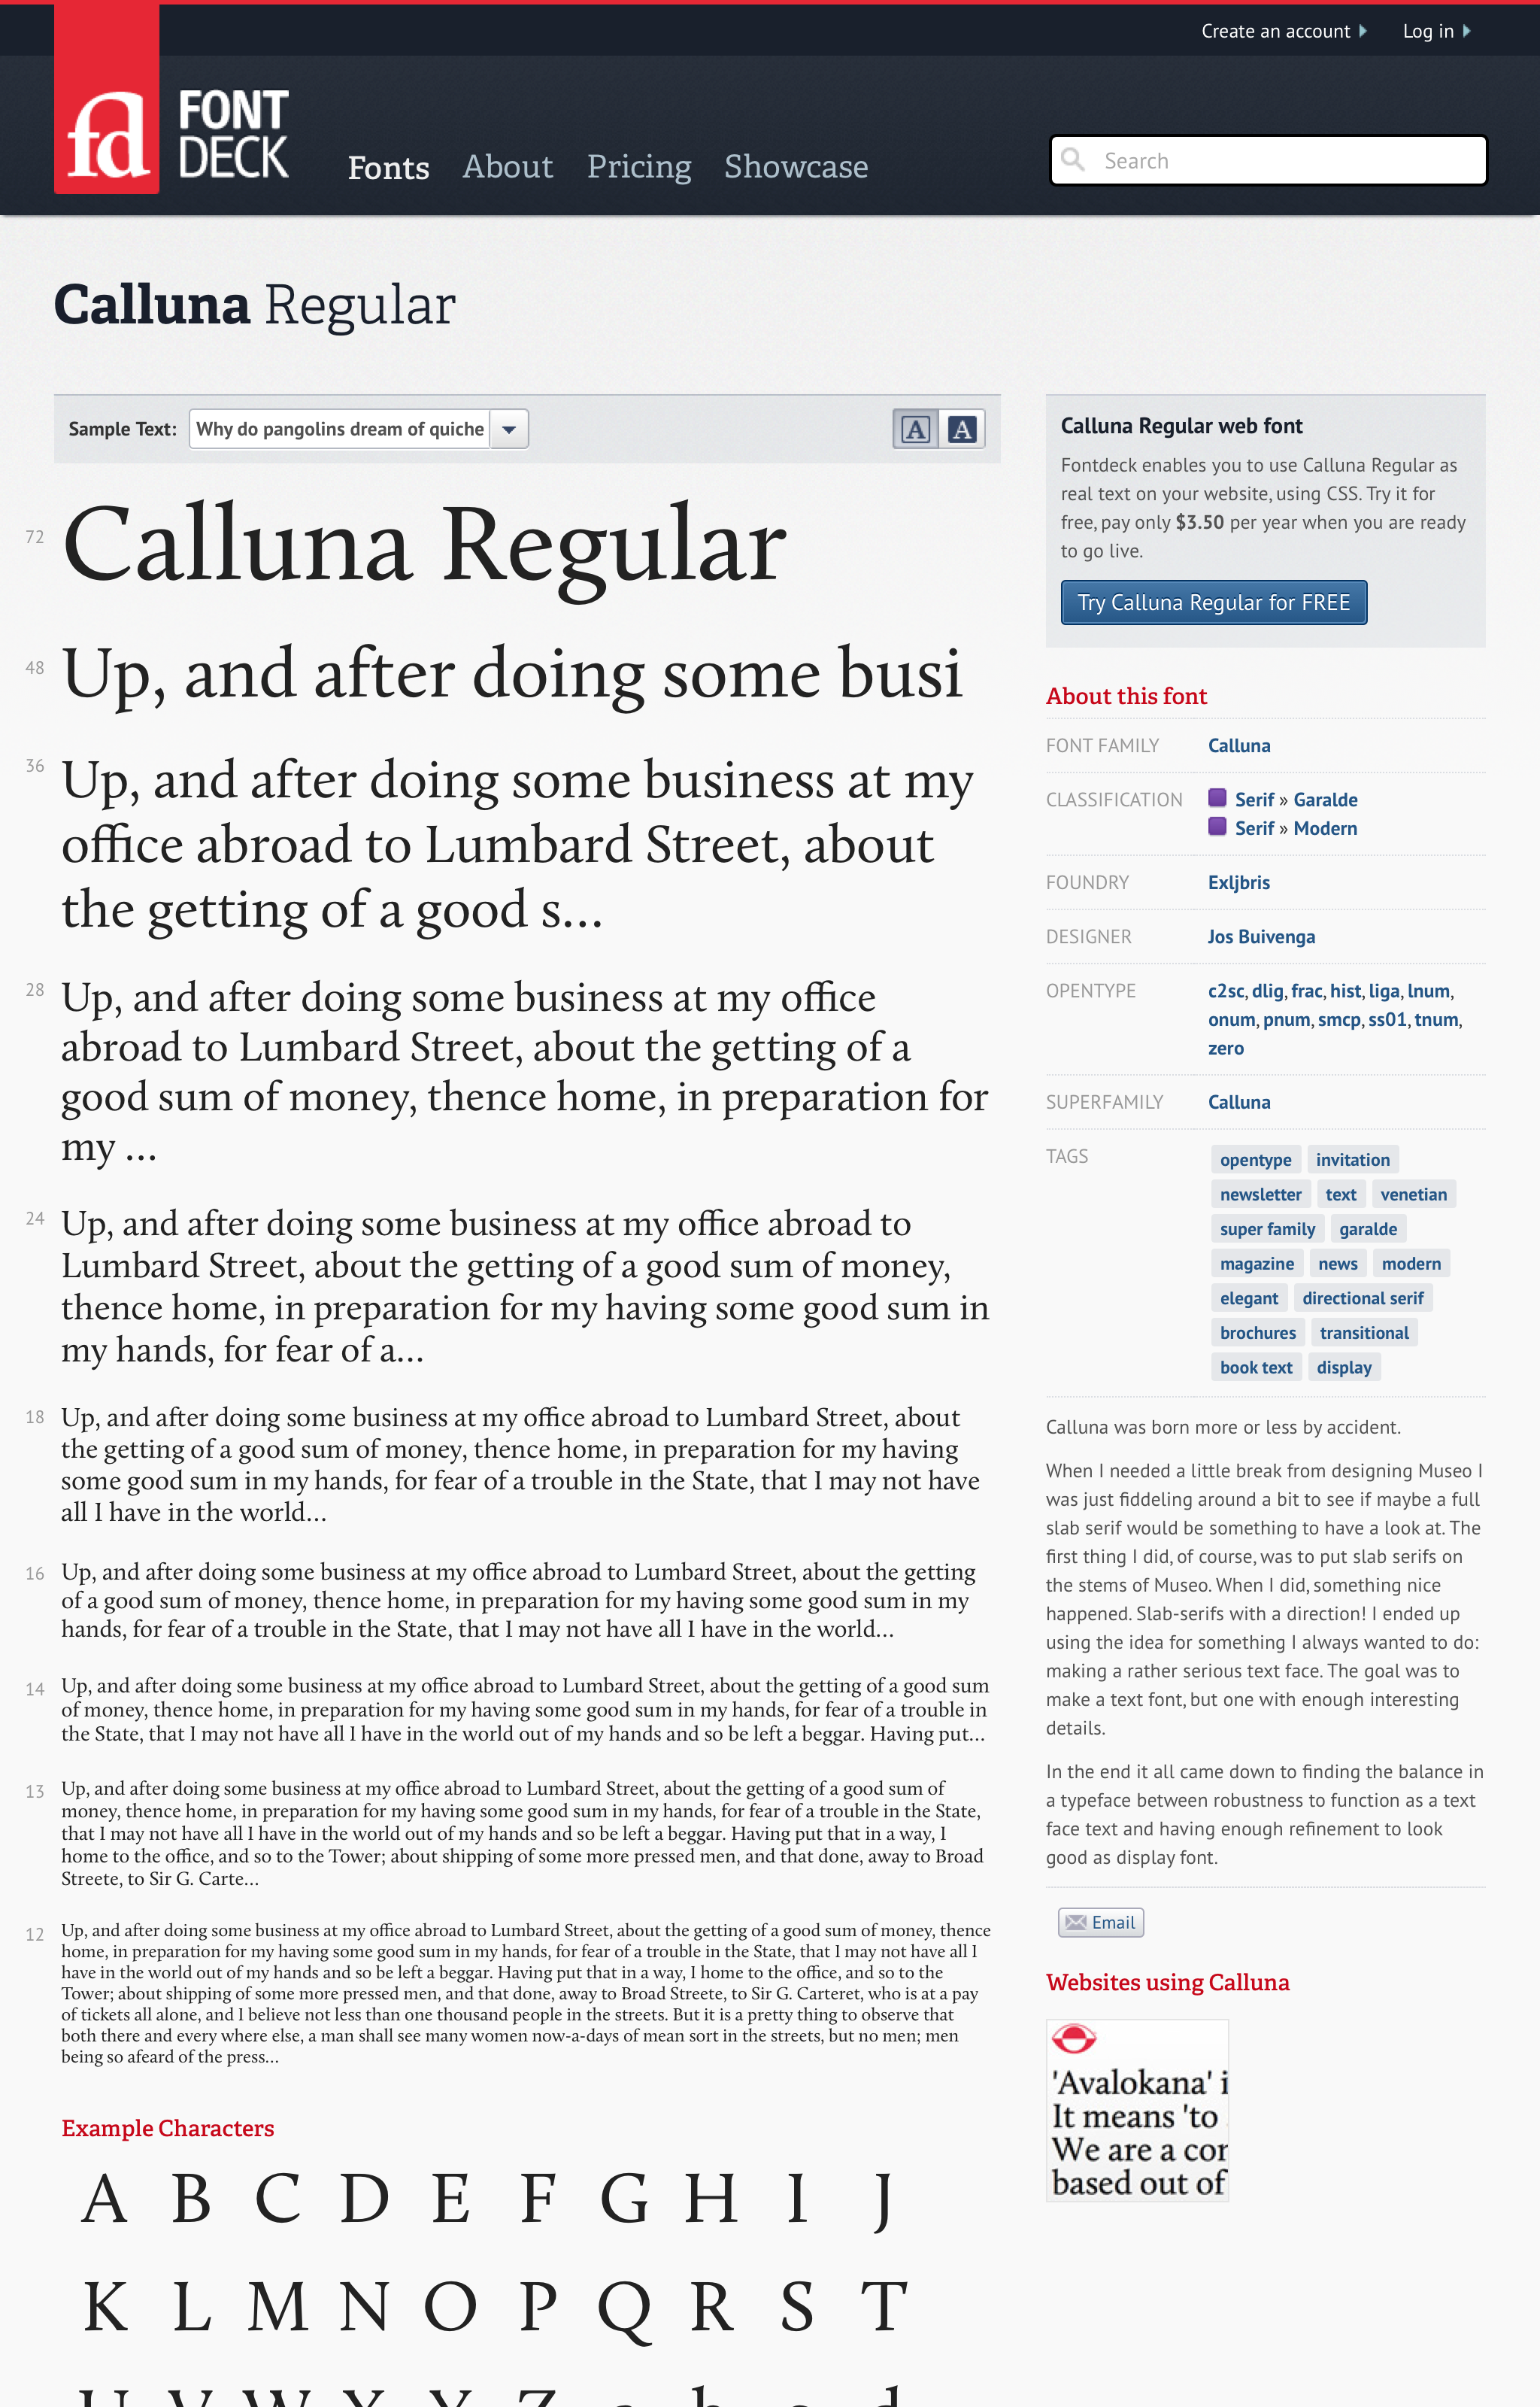 Create an account
Log in
fd FONT
DECK
Fonts About Pricing Showcase
Search
Calluna Regular
Sample Text: Why do pangolins dream of quiche
A A
72
Calluna Regular
48
Up, and after doing some busi
36
Up, and after doing some business at my
office abroad to Lumbard Street, about
the getting of a good s...
28
Up, and after doing some business at my office
abroad to Lumbard Street, about the getting of a
good sum of money, thence home, in preparation for
my ...
24
Up, and after doing some business at my office abroad to
Lumbard Street, about the getting of a good sum of money,
thence home, in preparation for my having some good sum in
my hands, for fear of a...
18
Up, and after doing some business at my office abroad to Lumbard Street, about
the getting of a good sum of money, thence home, in preparation for my having
some good sum in my hands, for fear of a trouble in the State, that I may not have
all I have in the world...
16
Up, and after doing some business at my office abroad to Lumbard Street, about the getting
of a good sum of money, thence home, in preparation for my having some good sum in my
hands, for fear of a trouble in the State, that I may not have all I have in the world...
14
Up, and after doing some business at my office abroad to Lumbard Street, about the getting of a good sum
of money, thence home, in preparation for my having some good sum in my hands, for fear of a trouble in
the State, that I may not have all I have in the world out of my hands and so be left a beggar. Having put...
13
Up, and after doing some business at my office abroad to Lumbard Street, about the getting of a good sum of
money, thence home, in preparation for my having some good sum in my hands, for fear of a trouble in the State,
that I may not have all I have in the world out of my hands and so be left a beggar. Having put that in a way, I
home to the office, and so to the Tower; about shipping of some more pressed men, and that done, away to Broad
Streete, to Sir G. Carte...
12
Up, and after doing some business at my office abroad to Lumbard Street, about the getting of a good sum of money, thence
home, in preparation for my having some good sum in my hands, for fear of a trouble in the State, that I may not have all I
have in the world out of my hands and so be left a beggar. Having put that in a way, I home to the office, and so to the
Tower; about shipping of some more pressed men, and that done, away to Broad Streete, to Sir G. Carteret, who is at a pay
of tickets all alone, and I believe not less than one thousand people in the streets. But it is a pretty thing to observe that
both there and every where else, a man shall see many women now-a-days of mean sort in the streets, but no men; men
being so afeard of the press...
Example Characters
A B C D E F G H I J
K L M N O P Q R S T
U V W X Y Z a b c d
Calluna Regular web font
Fontdeck enables you to use Calluna Regular as
real text on your website, using CSS. Try it for
free, pay only $3.50 per year when you are ready
to go live.
Try Calluna Regular for FREE
About this font
FONT FAMILY Calluna
CLASSIFICATION Serif » Garalde
Serif » Modern
FOUNDRY Exljbris
DESIGNER Jos Buivenga
OPENTYPE c2sc, dlig, frac, hist, liga, lnum,
onum, pnum, smcp, ss01, tnum,
zero
SUPERFAMILY Calluna
TAGS opentype invitation
newsletter text venetian
super family garalde
magazine news modern
elegant directional serif
brochures transitional
book text display
Calluna was born more or less by accident.
When I needed a little break from designing Museo I
was just fiddeling around a bit to see if maybe a full
slab serif would be something to have a look at. The
first thing I did, of course, was to put slab serifs on
the stems of Museo. When I did, something nice
happened. Slab-serifs with a direction! I ended up
using the idea for something I always wanted to do:
making a rather serious text face. The goal was to
make a text font, but one with enough interesting
details.
In the end it all came down to finding the balance in
a typeface between robustness to function as a text
face text and having enough refinement to look
good as display font.
Email
Websites using Calluna
'Avalokana' i
It means 'to
We are a cor
based out of